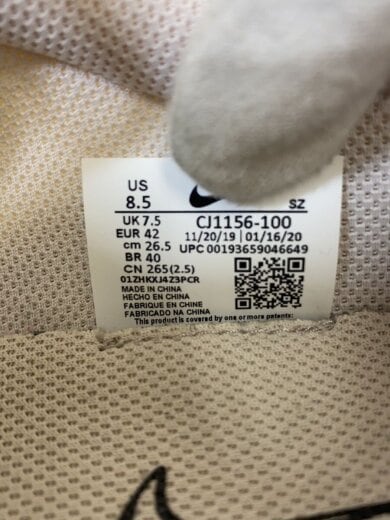 US
8.5
SZ
UK 7.5
CJ1156-100
EUR 42
11/20/19 | 01/16/20
cm 26.5
UPC 00193659046649
BR 40
CN 265(2.5)
01ZHKXJ4Z3PCR
MADE IN CHINA
HECHO EN CHINA
FABRIQUE EN CHINE
FABRICADO NA CHINA
This product is covered by one or more patents: